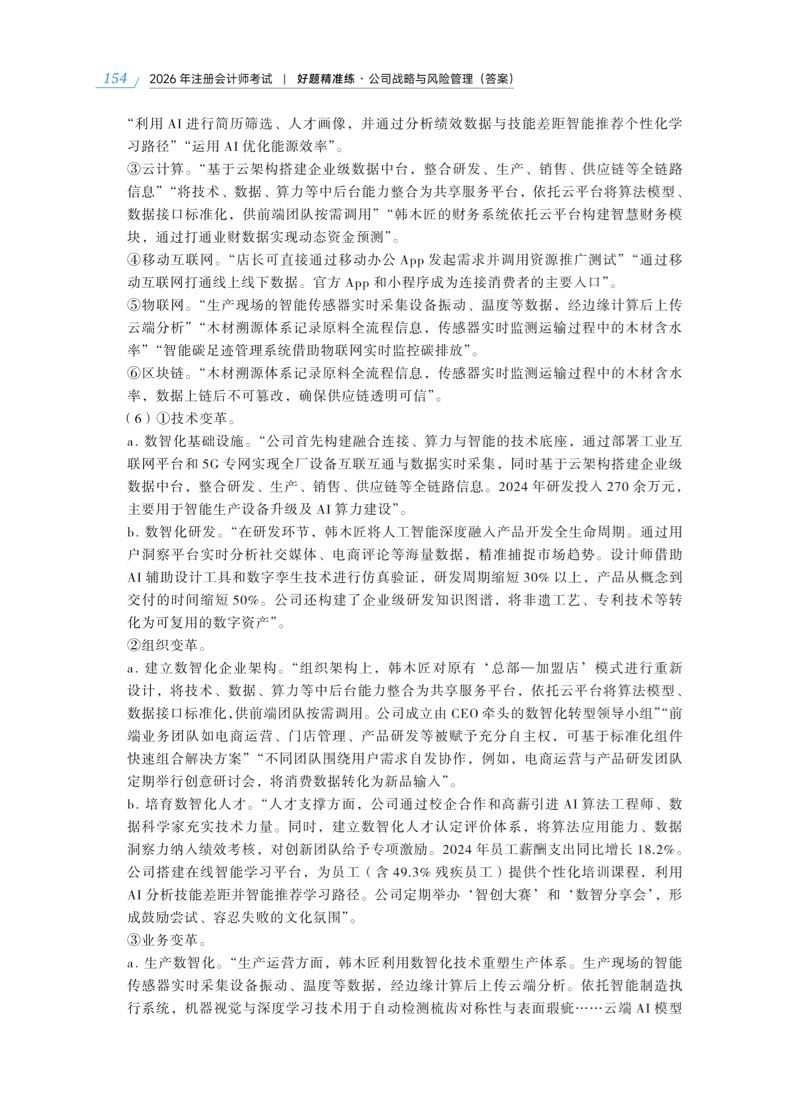 154 2026 年注册会计师考试 | 好题精准练·公司战略与风险管理（答案）
“利用 AI 进行简历筛选、人才画像，并通过分析绩效数据与技能差距智能推荐个性化学
习路径”“运用 AI 优化能源效率”。
③云计算。“基于云架构搭建企业级数据中台，整合研发、生产、销售、供应链等全链路
信息”“将技术、数据、算力等中后台能力整合为共享服务平台，依托云平台将算法模型、
数据接口标准化，供前端团队按需调用”“韩木匠的财务系统依托云平台构建智慧财务模
块，通过打通业财数据实现动态资金预测”。
④移动互联网。“店长可直接通过移动办公 App 发起需求并调用资源推广测试”“通过移
动互联网打通线上线下数据。官方 App 和小程序成为连接消费者的主要入口”。
⑤物联网。“生产现场的智能传感器实时采集设备振动、温度等数据，经边缘计算后上传
云端分析”“木材溯源体系记录原料全流程信息，传感器实时监测运输过程中的木材含水
率”“智能碳足迹管理系统借助物联网实时监控碳排放”。
⑥区块链。“木材溯源体系记录原料全流程信息，传感器实时监测运输过程中的木材含水
率，数据上链后不可篡改，确保供应链透明可信”。
（6）①技术变革。
a. 数智化基础设施。“公司首先构建融合连接、算力与智能的技术底座，通过部署工业互
联网平台和 5G 专网实现全厂设备互联互通与数据实时采集，同时基于云架构搭建企业级
数据中台，整合研发、生产、销售、供应链等全链路信息。2024 年研发投入 270 余万元，
主要用于智能生产设备升级及 AI 算力建设”。
b. 数智化研发。“在研发环节，韩木匠将人工智能深度融入产品开发全生命周期。通过用
户洞察平台实时分析社交媒体、电商评论等海量数据，精准捕捉市场趋势。设计师借助
AI 辅助设计工具和数字孪生技术进行仿真验证，研发周期缩短 30% 以上，产品从概念到
交付的时间缩短 50%。公司还构建了企业级研发知识图谱，将非遗工艺、专利技术等转
化为可复用的数字资产”。
②组织变革。
a. 建立数智化企业架构。“组织架构上，韩木匠对原有‘总部—加盟店’模式进行重新
设计，将技术、数据、算力等中后台能力整合为共享服务平台，依托云平台将算法模型、
数据接口标准化，供前端团队按需调用。公司成立由 CEO 牵头的数智化转型领导小组”“前
端业务团队如电商运营、门店管理、产品研发等被赋予充分自主权，可基于标准化组件
快速组合解决方案”“不同团队围绕用户需求自发协作，例如，电商运营与产品研发团队
定期举行创意研讨会，将消费数据转化为新品输入”。
b. 培育数智化人才。“人才支撑方面，公司通过校企合作和高薪引进 AI 算法工程师、数
据科学家充实技术力量。同时，建立数智化人才认定评价体系，将算法应用能力、数据
洞察力纳入绩效考核，对创新团队给予专项激励。2024 年员工薪酬支出同比增长 18.2%。
公司搭建在线智能学习平台，为员工（含 49.3% 残疾员工）提供个性化培训课程，利用
AI 分析技能差距并智能推荐学习路径。公司定期举办‘智创大赛’和‘数智分享会’，形
成鼓励尝试、容忍失败的文化氛围”。
③业务变革。
a. 生产数智化。“生产运营方面，韩木匠利用数智化技术重塑生产体系。生产现场的智能
传感器实时采集设备振动、温度等数据，经边缘计算后上传云端分析。依托智能制造执
行系统，机器视觉与深度学习技术用于自动检测梳齿对称性与表面瑕疵……云端 AI 模型